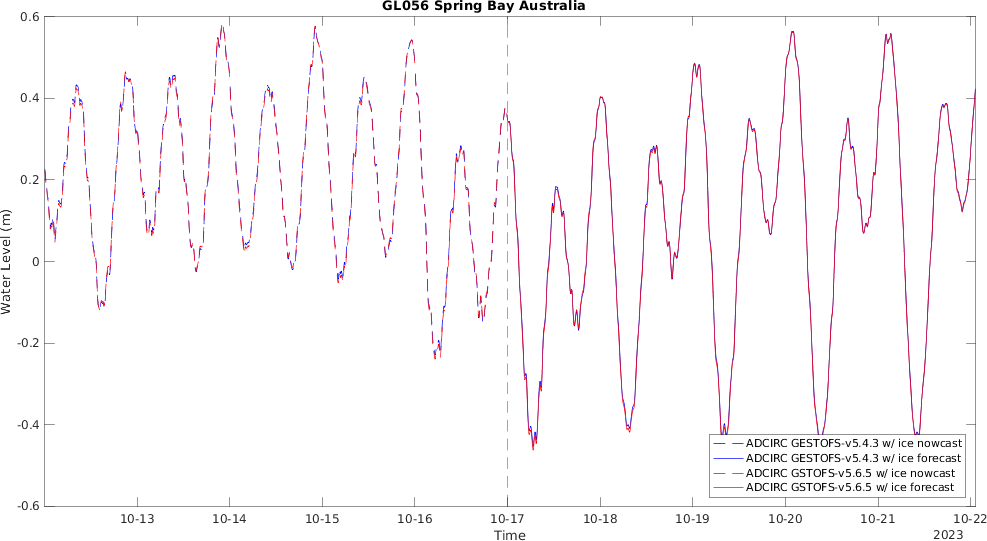 GL056 Spring Bay Australia
0.6
0.4
0.2
0
-0.2
-0.4
-0.6
Water Level (m)
ADCIRC GESTOFS-v5.4.3 w/ ice nowcast
ADCIRC GESTOFS-v5.4.3 w/ ice forecast
ADCIRC GSTOFS-v5.6.5 w/ ice nowcast
ADCIRC GSTOFS-v5.6.5 w/ ice forecast
10-13 10-14 10-15 10-16 10-17 10-18 10-19 10-20 10-21 10-22
Time
2023